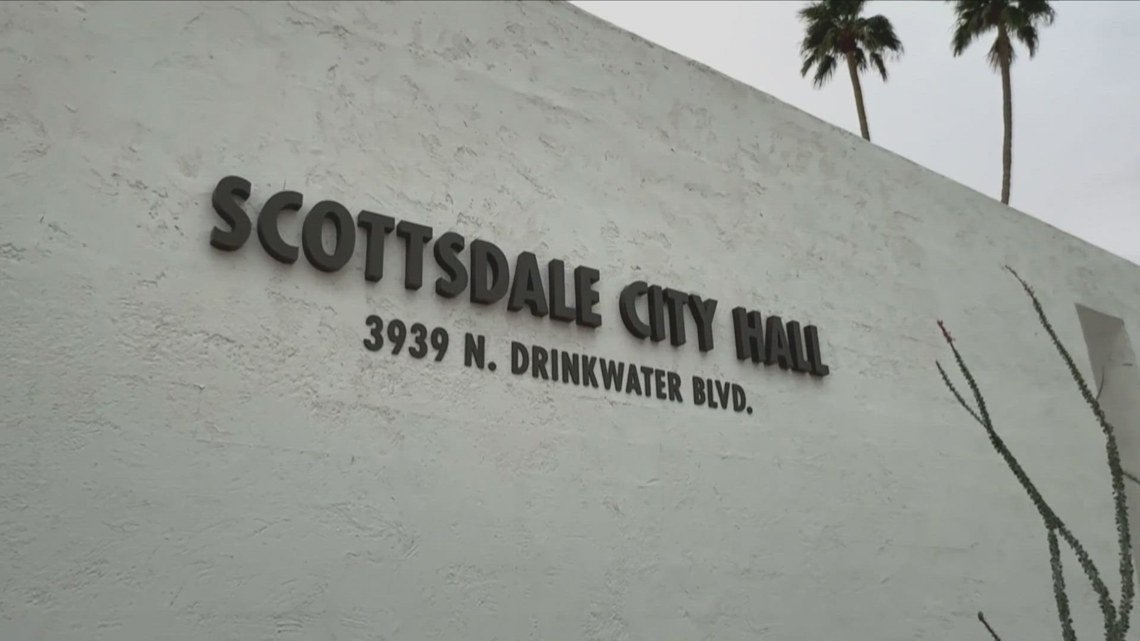 SCOTTSDALE CITY HALL
3939 N. DRINKWATER BLVD.